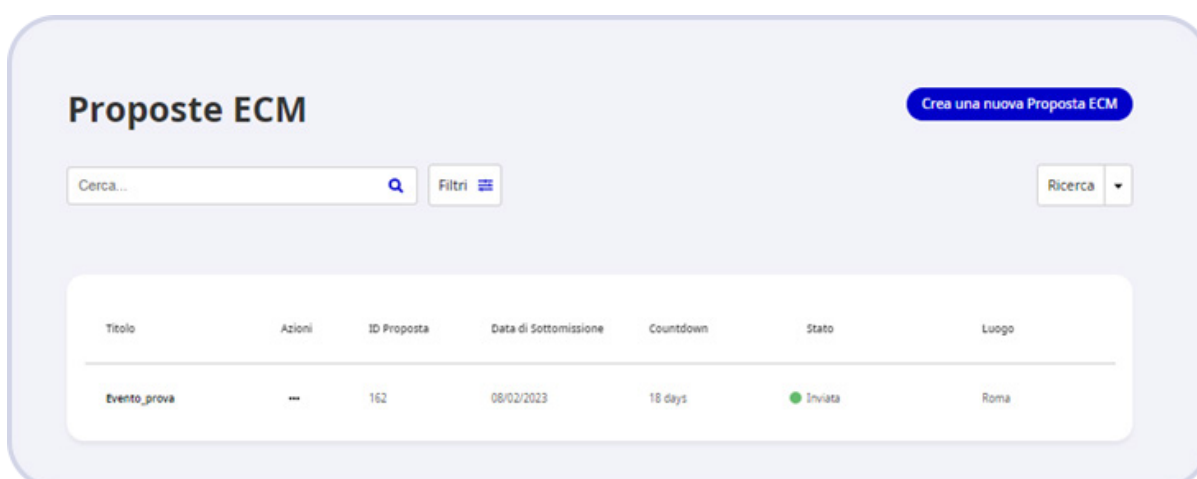 Proposte ECM
Crea una nuova Proposta ECM
Cerca...
Filtri
Ricerca
Titolo Azioni ID Proposta Data di Sottomissione Countdown Stato Luogo
Evento_prova ... 162 08/02/2023 18 days Inviata Roma